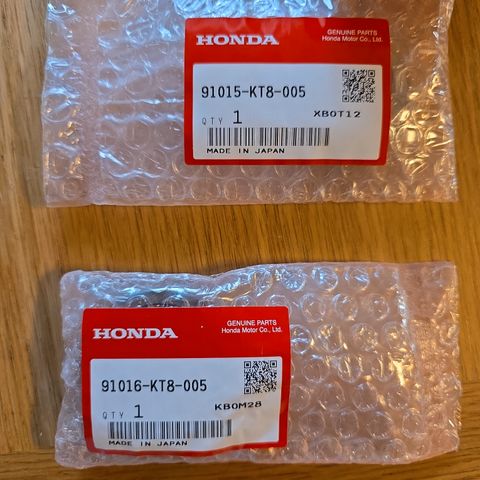 HONDA
GENUINE PARTS
Honda Motor Co., Ltd.
91015-KT8-005
QTY 1
XB0T12
MADE IN JAPAN
HONDA
GENUINE PARTS
Honda Motor Co., Ltd.
91016-KT8-005
QTY 1
KB0M28
MADE IN JAPAN